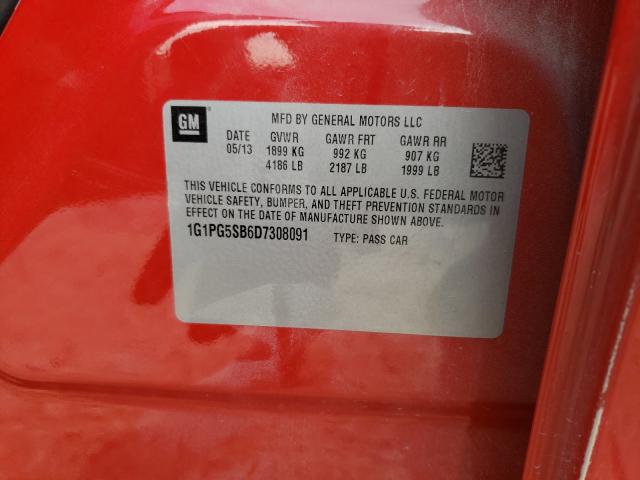 GM
MFD BY GENERAL MOTORS LLC
DATE GVWR GAWR FRT GAWR RR
05/13 1899 KG 992 KG 907 KG
4186 LB 2187 LB 1999 LB
THIS VEHICLE CONFORMS TO ALL APPLICABLE U.S. FEDERAL MOTOR
VEHICLE SAFETY, BUMPER, AND THEFT PREVENTION STANDARDS IN
EFFECT ON THE DATE OF MANUFACTURE SHOWN ABOVE.
1G1PG5SB6D7308091 TYPE: PASS CAR